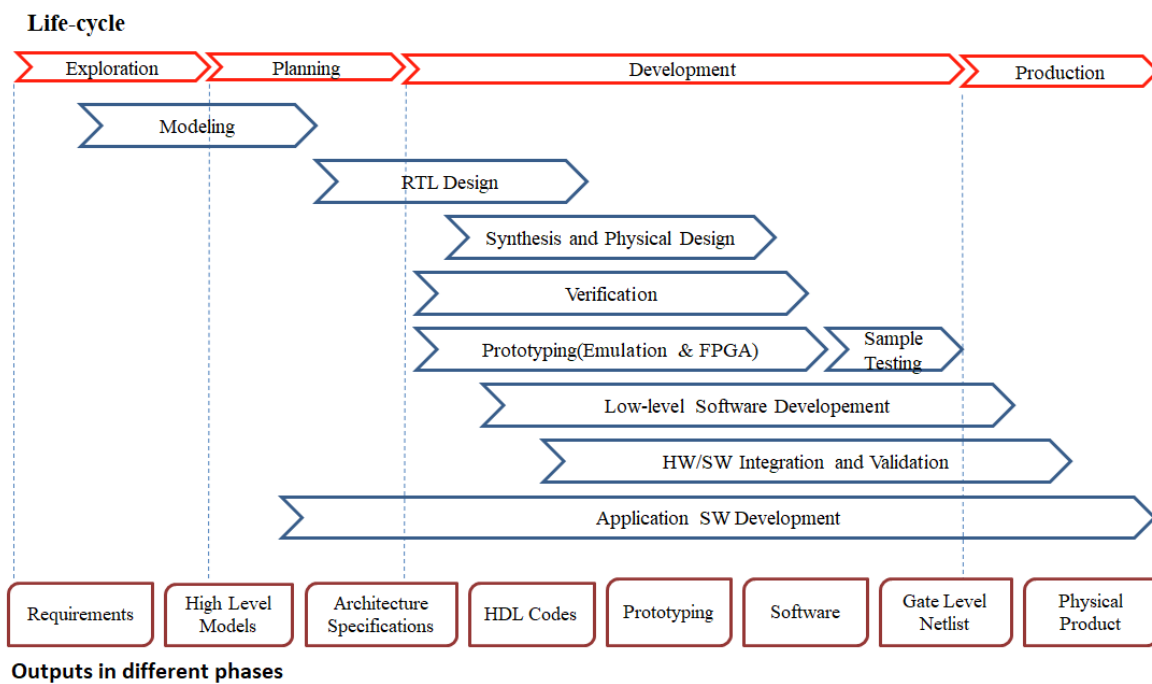 Life-cycle
Exploration
Planning
Development
Production
Modeling
RTL Design
Synthesis and Physical Design
Verification
Prototyping(Emulation & FPGA)
Sample
Testing
Low-level Software Developement
HW/SW Integration and Validation
Application SW Development
Requirements
High Level
Models
Architecture
Specifications
HDL Codes
Prototyping
Software
Gate Level
Netlist
Physical
Product
Outputs in different phases